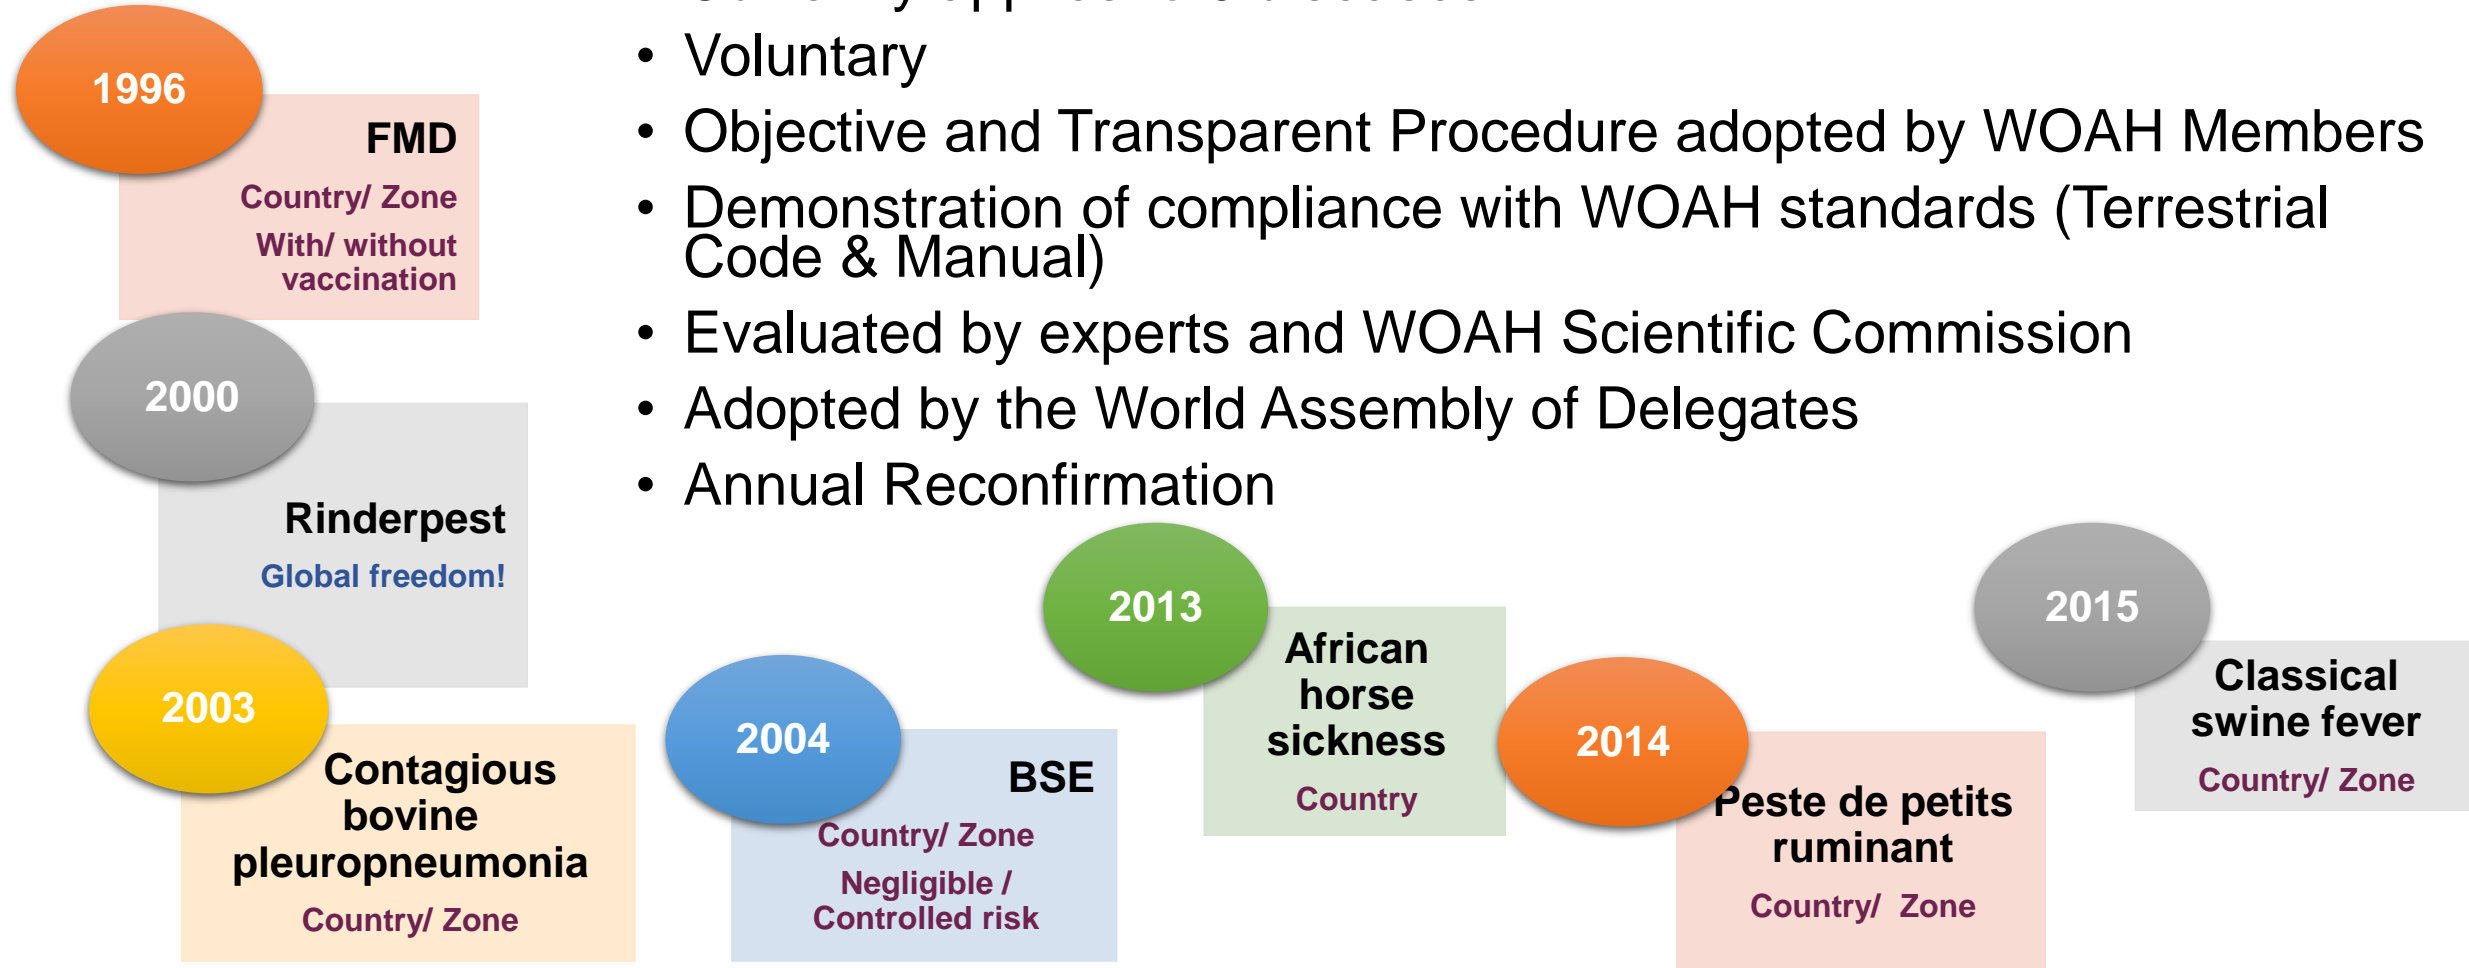 • Voluntary
• Objective and Transparent Procedure adopted by WOAH Members
• Demonstration of compliance with WOAH standards (Terrestrial
Code & Manual)
• Evaluated by experts and WOAH Scientific Commission
• Adopted by the World Assembly of Delegates
• Annual Reconfirmation
1996
FMD
Country/ Zone
With/ without
vaccination
2000
Rinderpest
Global freedom!
2003
Contagious
bovine
pleuropneumonia
Country/ Zone
2004
BSE
Country/ Zone
Negligible /
Controlled risk
2013
African
horse
sickness
Country
2014
Peste de petits
ruminant
Country/ Zone
2015
Classical
swine fever
Country/ Zone